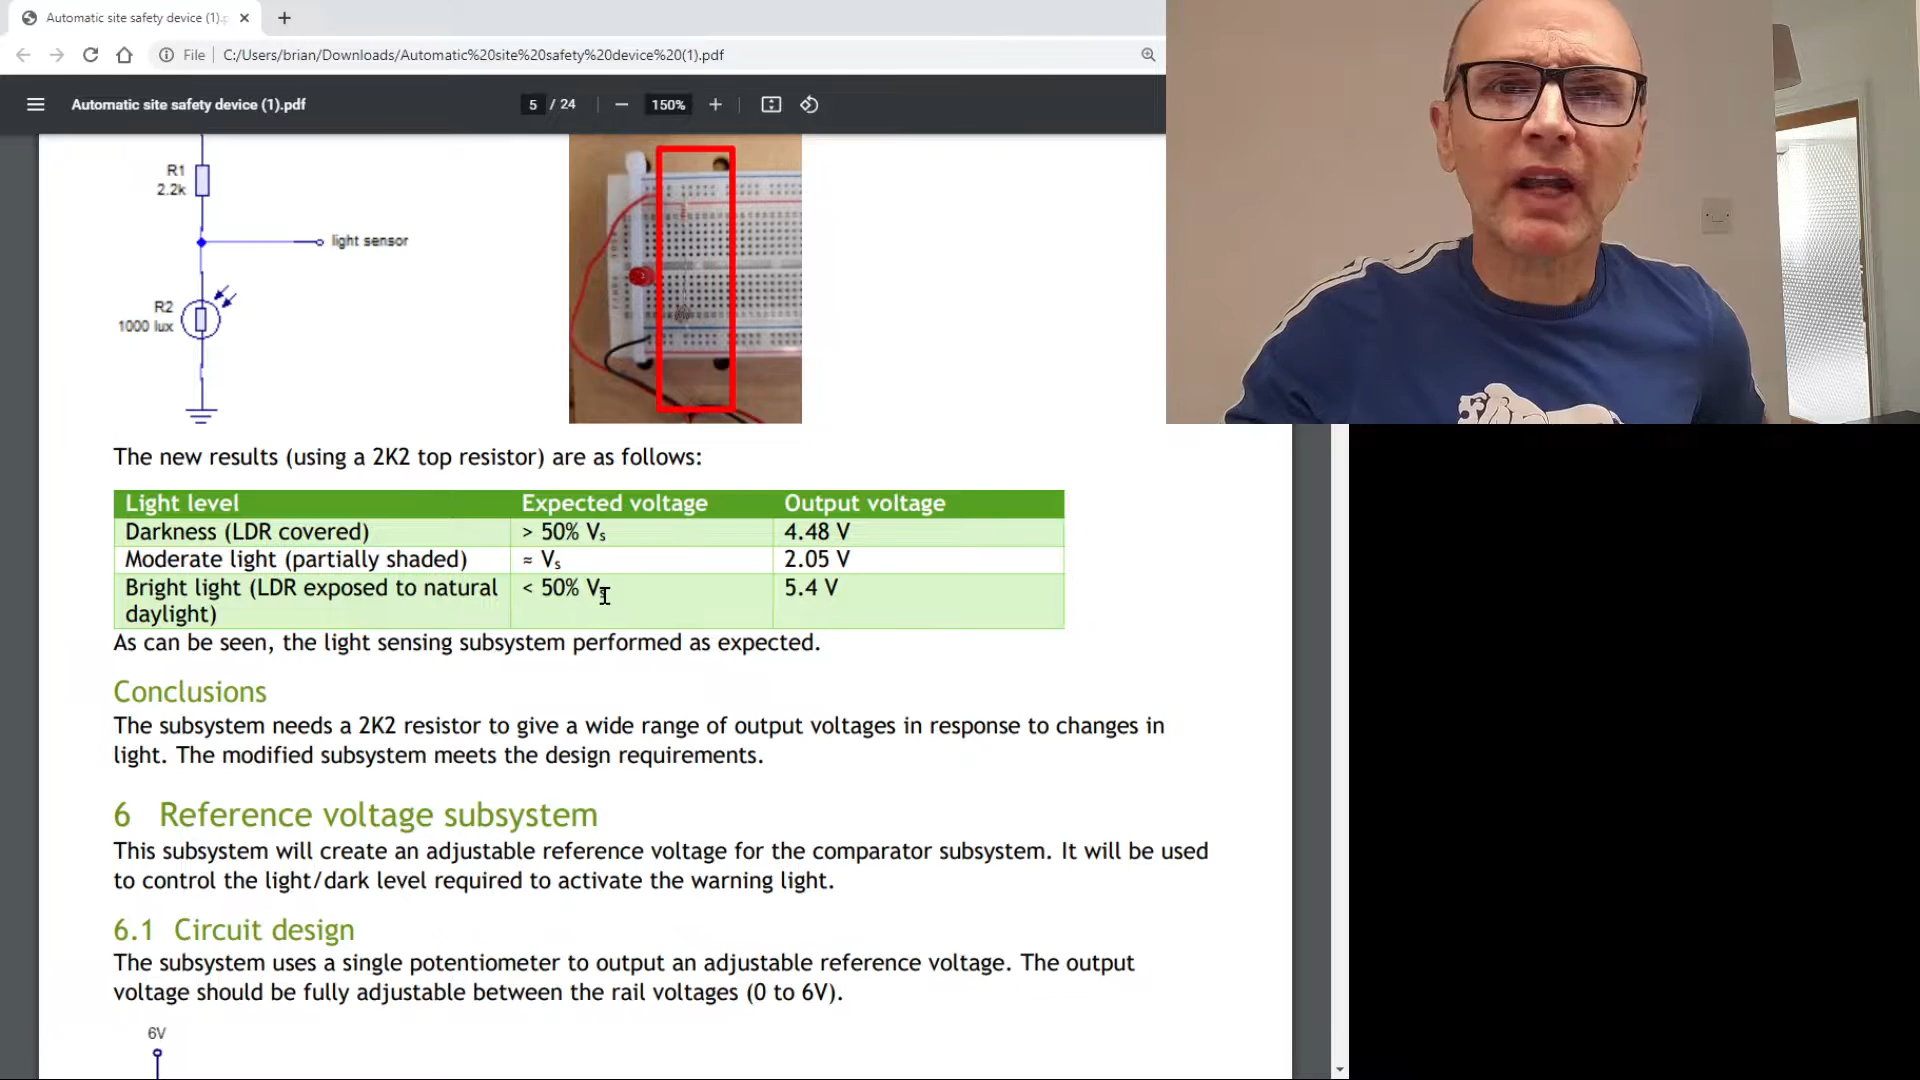 Automatic site safety device (1).p
File
C:/Users/brian/Downloads/Automatic%20site%20safety%20device%20(1).pdf
Automatic site safety device (1).pdf
5 / 24
150%
R1
2.2k
light sensor
R2
1000 lux
The new results (using a 2K2 top resistor) are as follows:
Light level Expected voltage Output voltage
Darkness (LDR covered) > 50% Vs 4.48 V
Moderate light (partially shaded) ≈ Vs 2.05 V
Bright light (LDR exposed to natural < 50% Vs 5.4 V
daylight)
As can be seen, the light sensing subsystem performed as expected.
Conclusions
The subsystem needs a 2K2 resistor to give a wide range of output voltages in response to changes in
light. The modified subsystem meets the design requirements.
6 Reference voltage subsystem
This subsystem will create an adjustable reference voltage for the comparator subsystem. It will be used
to control the light/dark level required to activate the warning light.
6.1 Circuit design
The subsystem uses a single potentiometer to output an adjustable reference voltage. The output
voltage should be fully adjustable between the rail voltages (0 to 6V).
6V